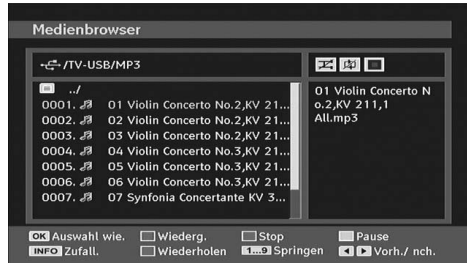 Medienbrowser
/TV-USB/MP3
../
0001. 01 Violin Concerto No.2,KV 21...
0002. 02 Violin Concerto No.2,KV 21...
0003. 03 Violin Concerto No.2,KV 21...
0004. 04 Violin Concerto No.3,KV 21...
0005. 05 Violin Concerto No.3,KV 21...
0006. 06 Violin Concerto No.3,KV 21...
0007. 07 Synfonia Concertante KV 3...
01 Violin Concerto N
o.2,KV 211,1
All.mp3
OK Auswahl wie. Wiederg. Stop Pause
INFO Zufall. Wiederholen 1...9 Springen Vorh./ nch.